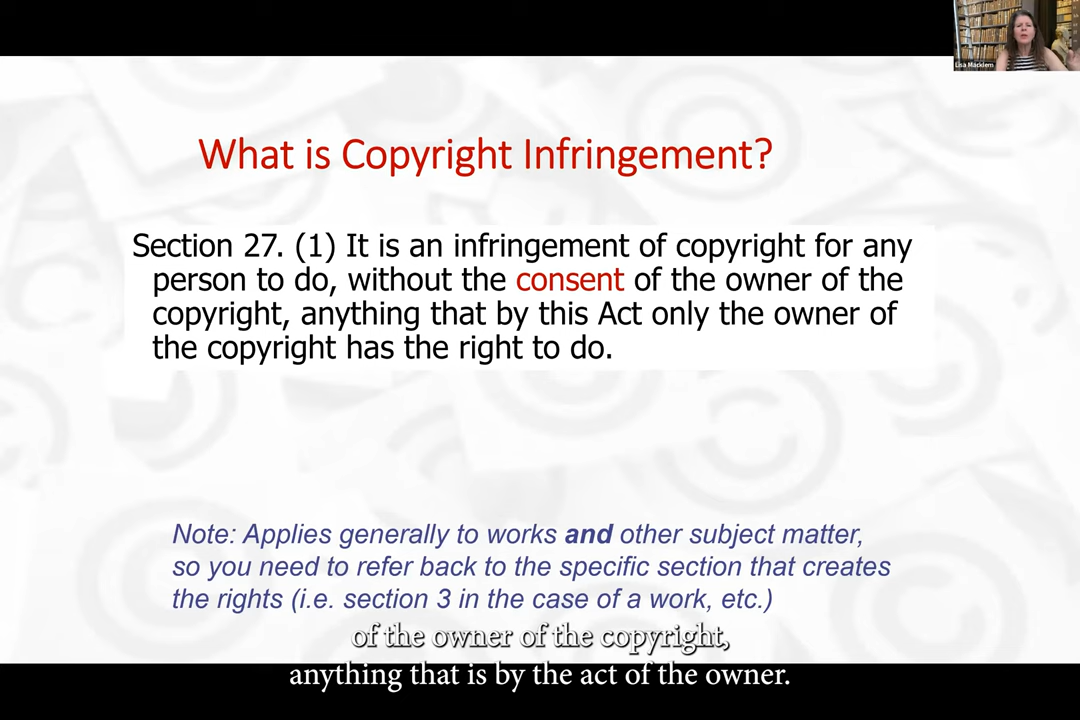 Lisa Macklem
What is Copyright Infringement?
Section 27. (1) It is an infringement of copyright for any
person to do, without the consent of the owner of the
copyright, anything that by this Act only the owner of
the copyright has the right to do.
Note: Applies generally to works and other subject matter,
so you need to refer back to the specific section that creates
the rights (i.e. section 3 in the case of a work, etc.)
of the owner of the copyright,
anything that is by the act of the owner.